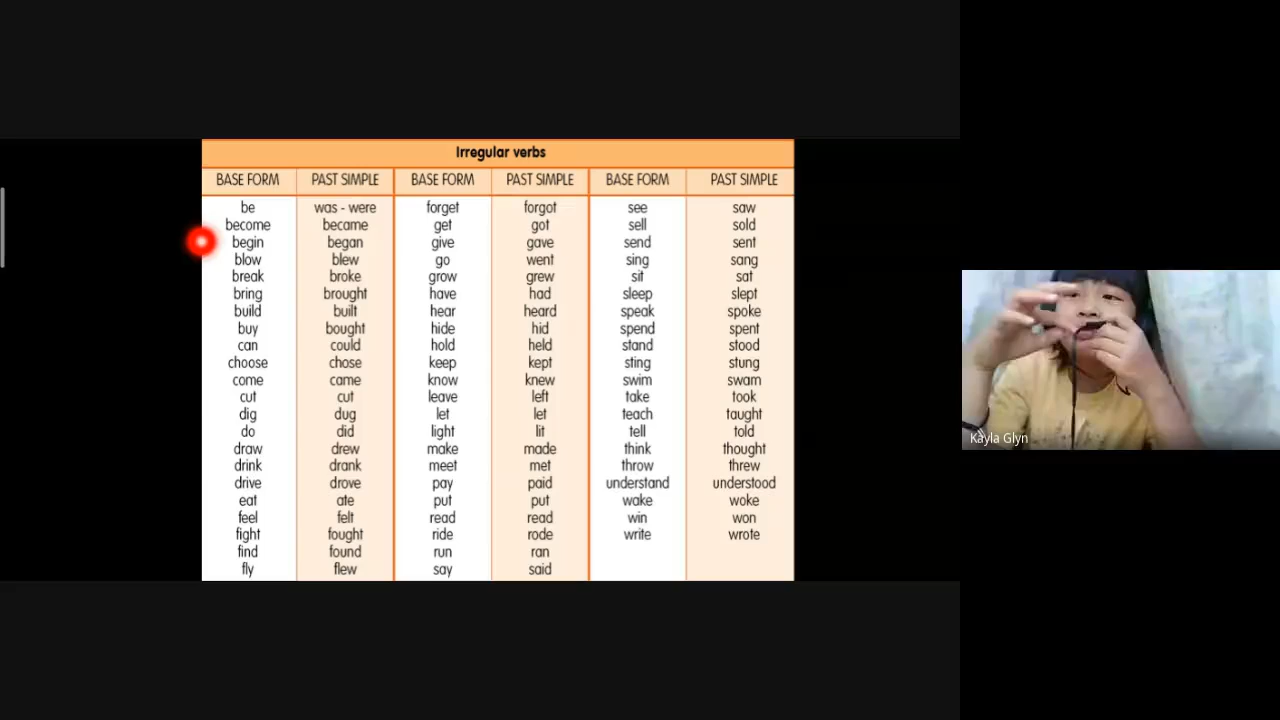 Irregular verbs
BASE FORM PAST SIMPLE BASE FORM PAST SIMPLE BASE FORM PAST SIMPLE
be was - were forget forgot see saw
become became get got sell sold
begin began give gave send sent
blow blew go went sing sang
break broke grow grew sit sat
bring brought have had sleep slept
build built hear heard speak spoke
buy bought hide hid spend spent
can could hold held stand stood
choose chose keep kept sting stung
come came know knew swim swam
cut cut leave left take took
dig dug let let teach taught
do did light lit tell told
draw drew make made think thought
drink drank meet met throw threw
drive drove pay paid understand understood
eat ate put put wake woke
feel felt read read win won
fight fought ride rode write wrote
find found run ran
fly flew say said
Kayla Glyn